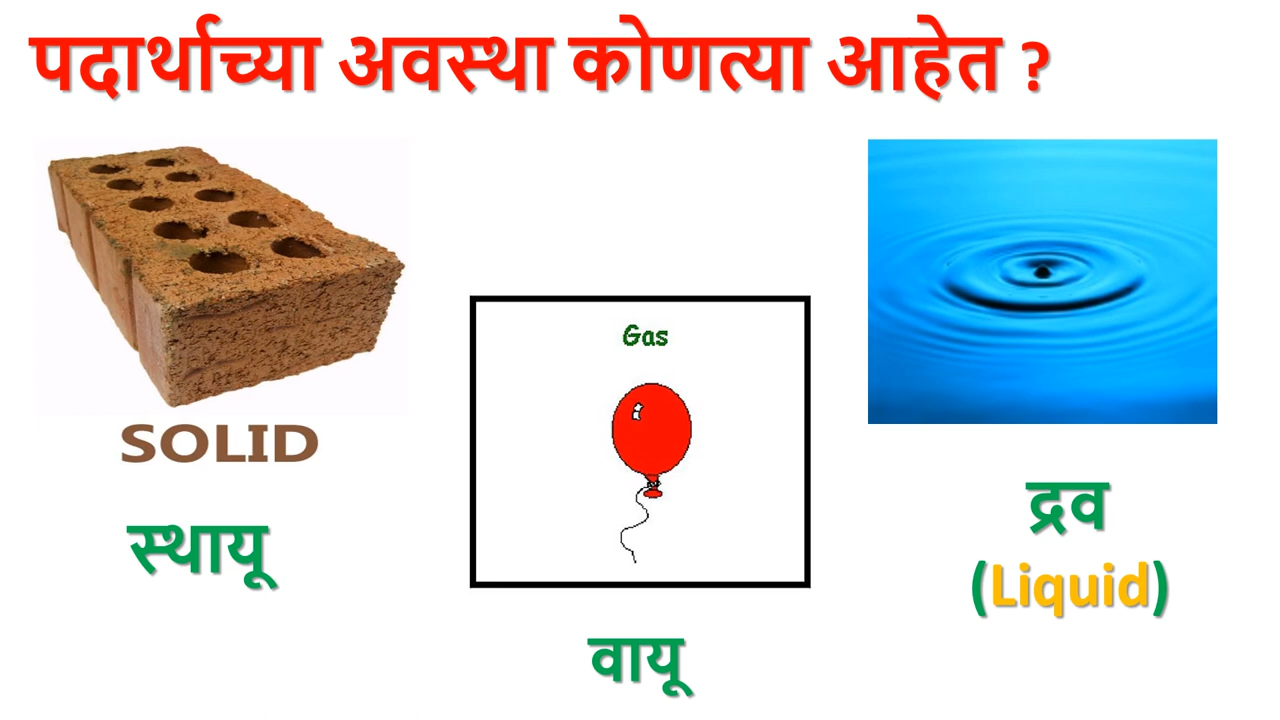 पदार्थाच्या अवस्था कोणत्या आहेत ?
SOLID
स्थायू
Gas
वायू
द्रव
(Liquid)